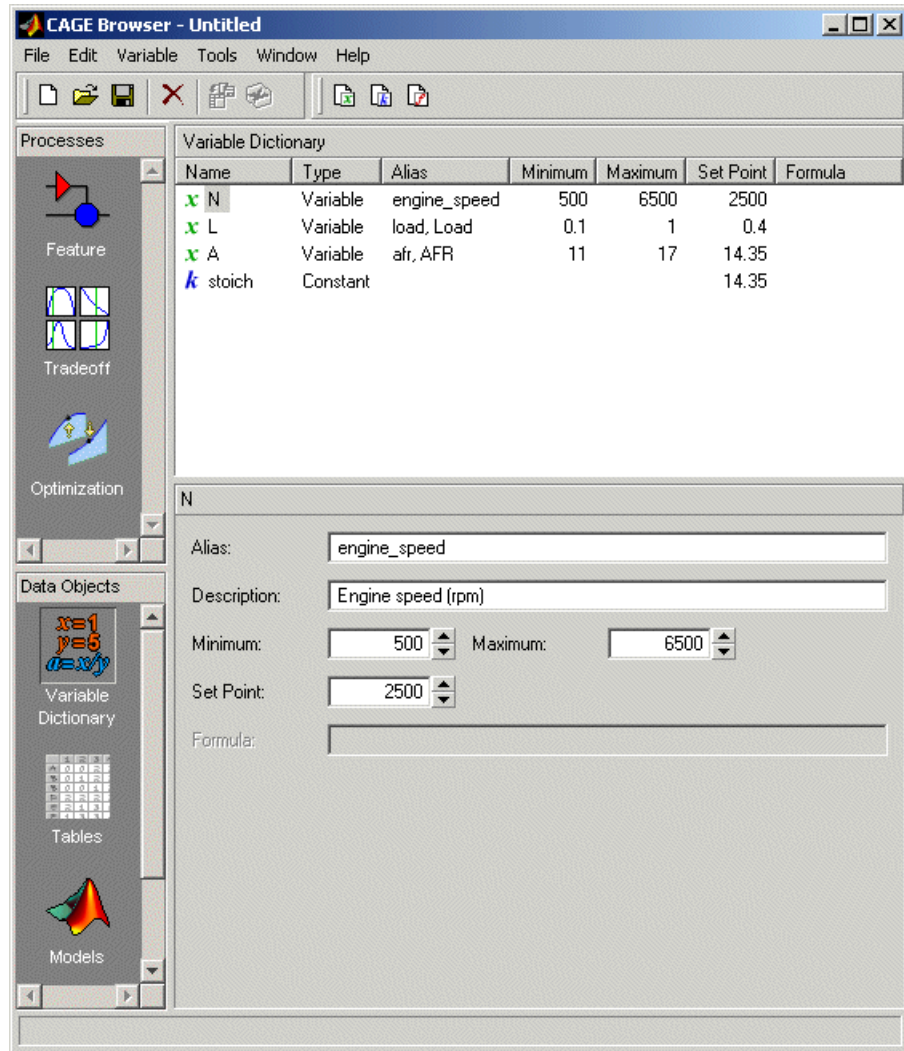 CAGE Browser - Untitled
File Edit Variable Tools Window Help
Processes
Feature
Tradeoff
Optimization
Variable Dictionary
Name Type Alias Minimum Maximum Set Point Formula
x N Variable engine_speed 500 6500 2500
x L Variable load, Load 0.1 1 0.4
x A Variable afr, AFR 11 17 14.35
k stoich Constant 14.35
N
Alias: engine_speed
Description: Engine speed (rpm)
Minimum: 500 Maximum: 6500
Set Point: 2500
Formula:
Data Objects
x=1
y=5
a=x/y
Variable
Dictionary
Tables
Models